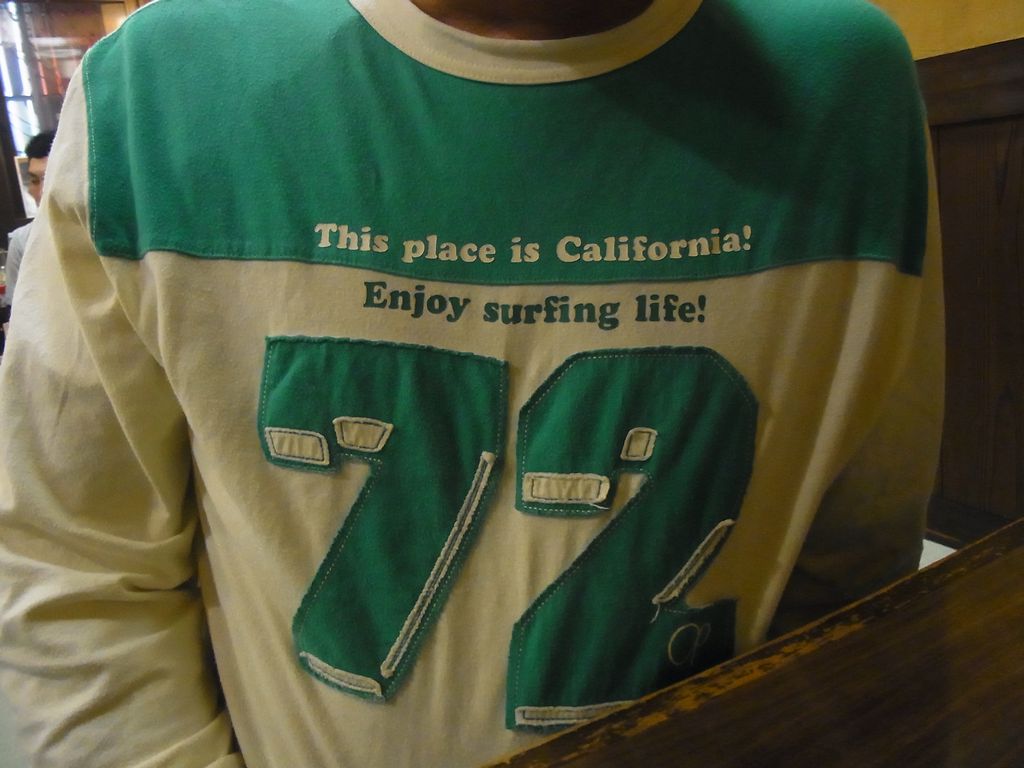 This place is California!
Enjoy surfing life!
72